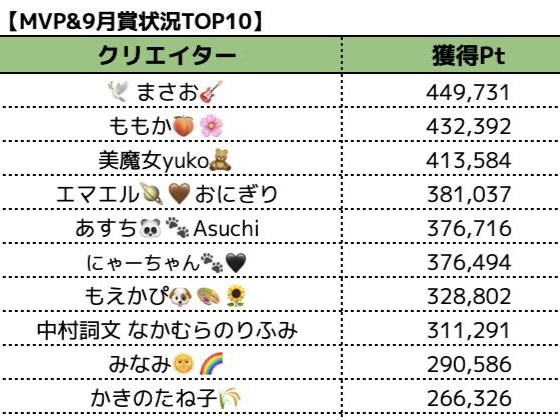 【MVP&9月賞状況TOP10】
クリエイター 獲得Pt
🕊️ まさお🎸 449,731
ももか🍑🌸 432,392
美魔女yuko🧸 413,584
エマエル🪐🤎おにぎり 381,037
あすち🐼🐾Asuchi 376,716
にゃーちゃん🐾🖤 376,494
もえかぴ🐶🎨🌻 328,802
中村詞文 なかむらのりふみ 311,291
みなみ🌞🌈 290,586
かきのたね子🌾 266,326